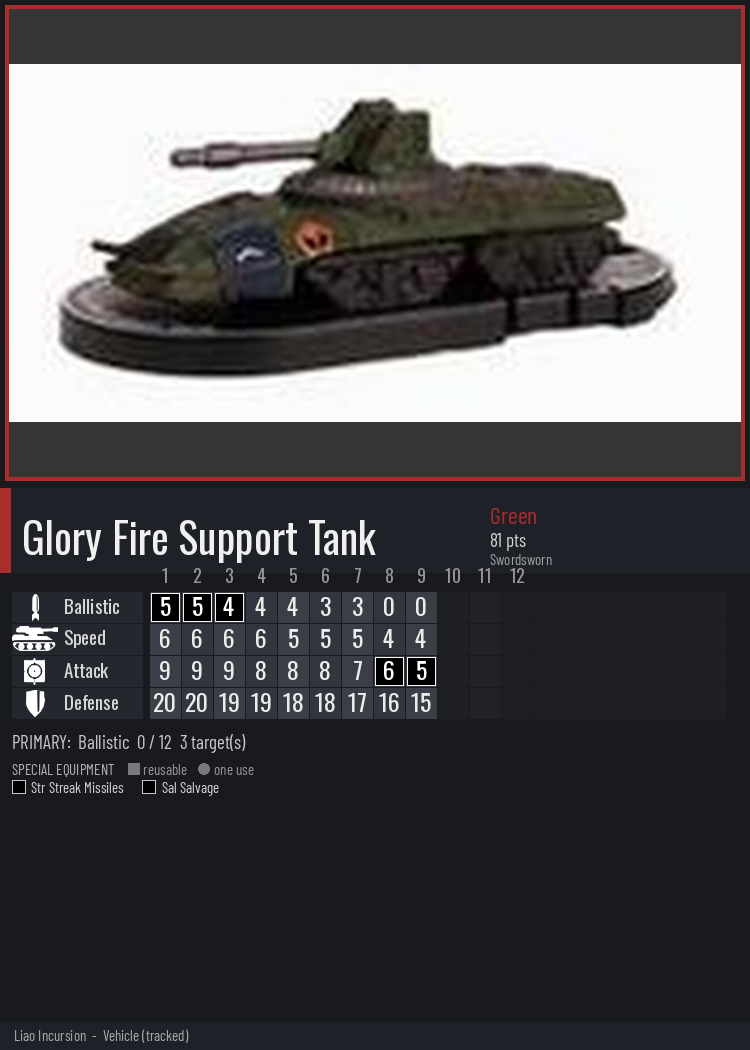 Glory Fire Support Tank
Green
81 pts
Swordsworn
1 2 3 4 5 6 7 8 9 10 11 12
Ballistic 5 5 4 4 4 3 3 0 0
Speed 6 6 6 6 5 5 5 4 4
Attack 9 9 9 8 8 8 7 6 5
Defense 20 20 19 19 18 18 17 16 15
PRIMARY: Ballistic 0 / 12 3 target(s)
SPECIAL EQUIPMENT reusable one use
Str Streak Missiles Sal Salvage
Liao Incursion - Vehicle (tracked)